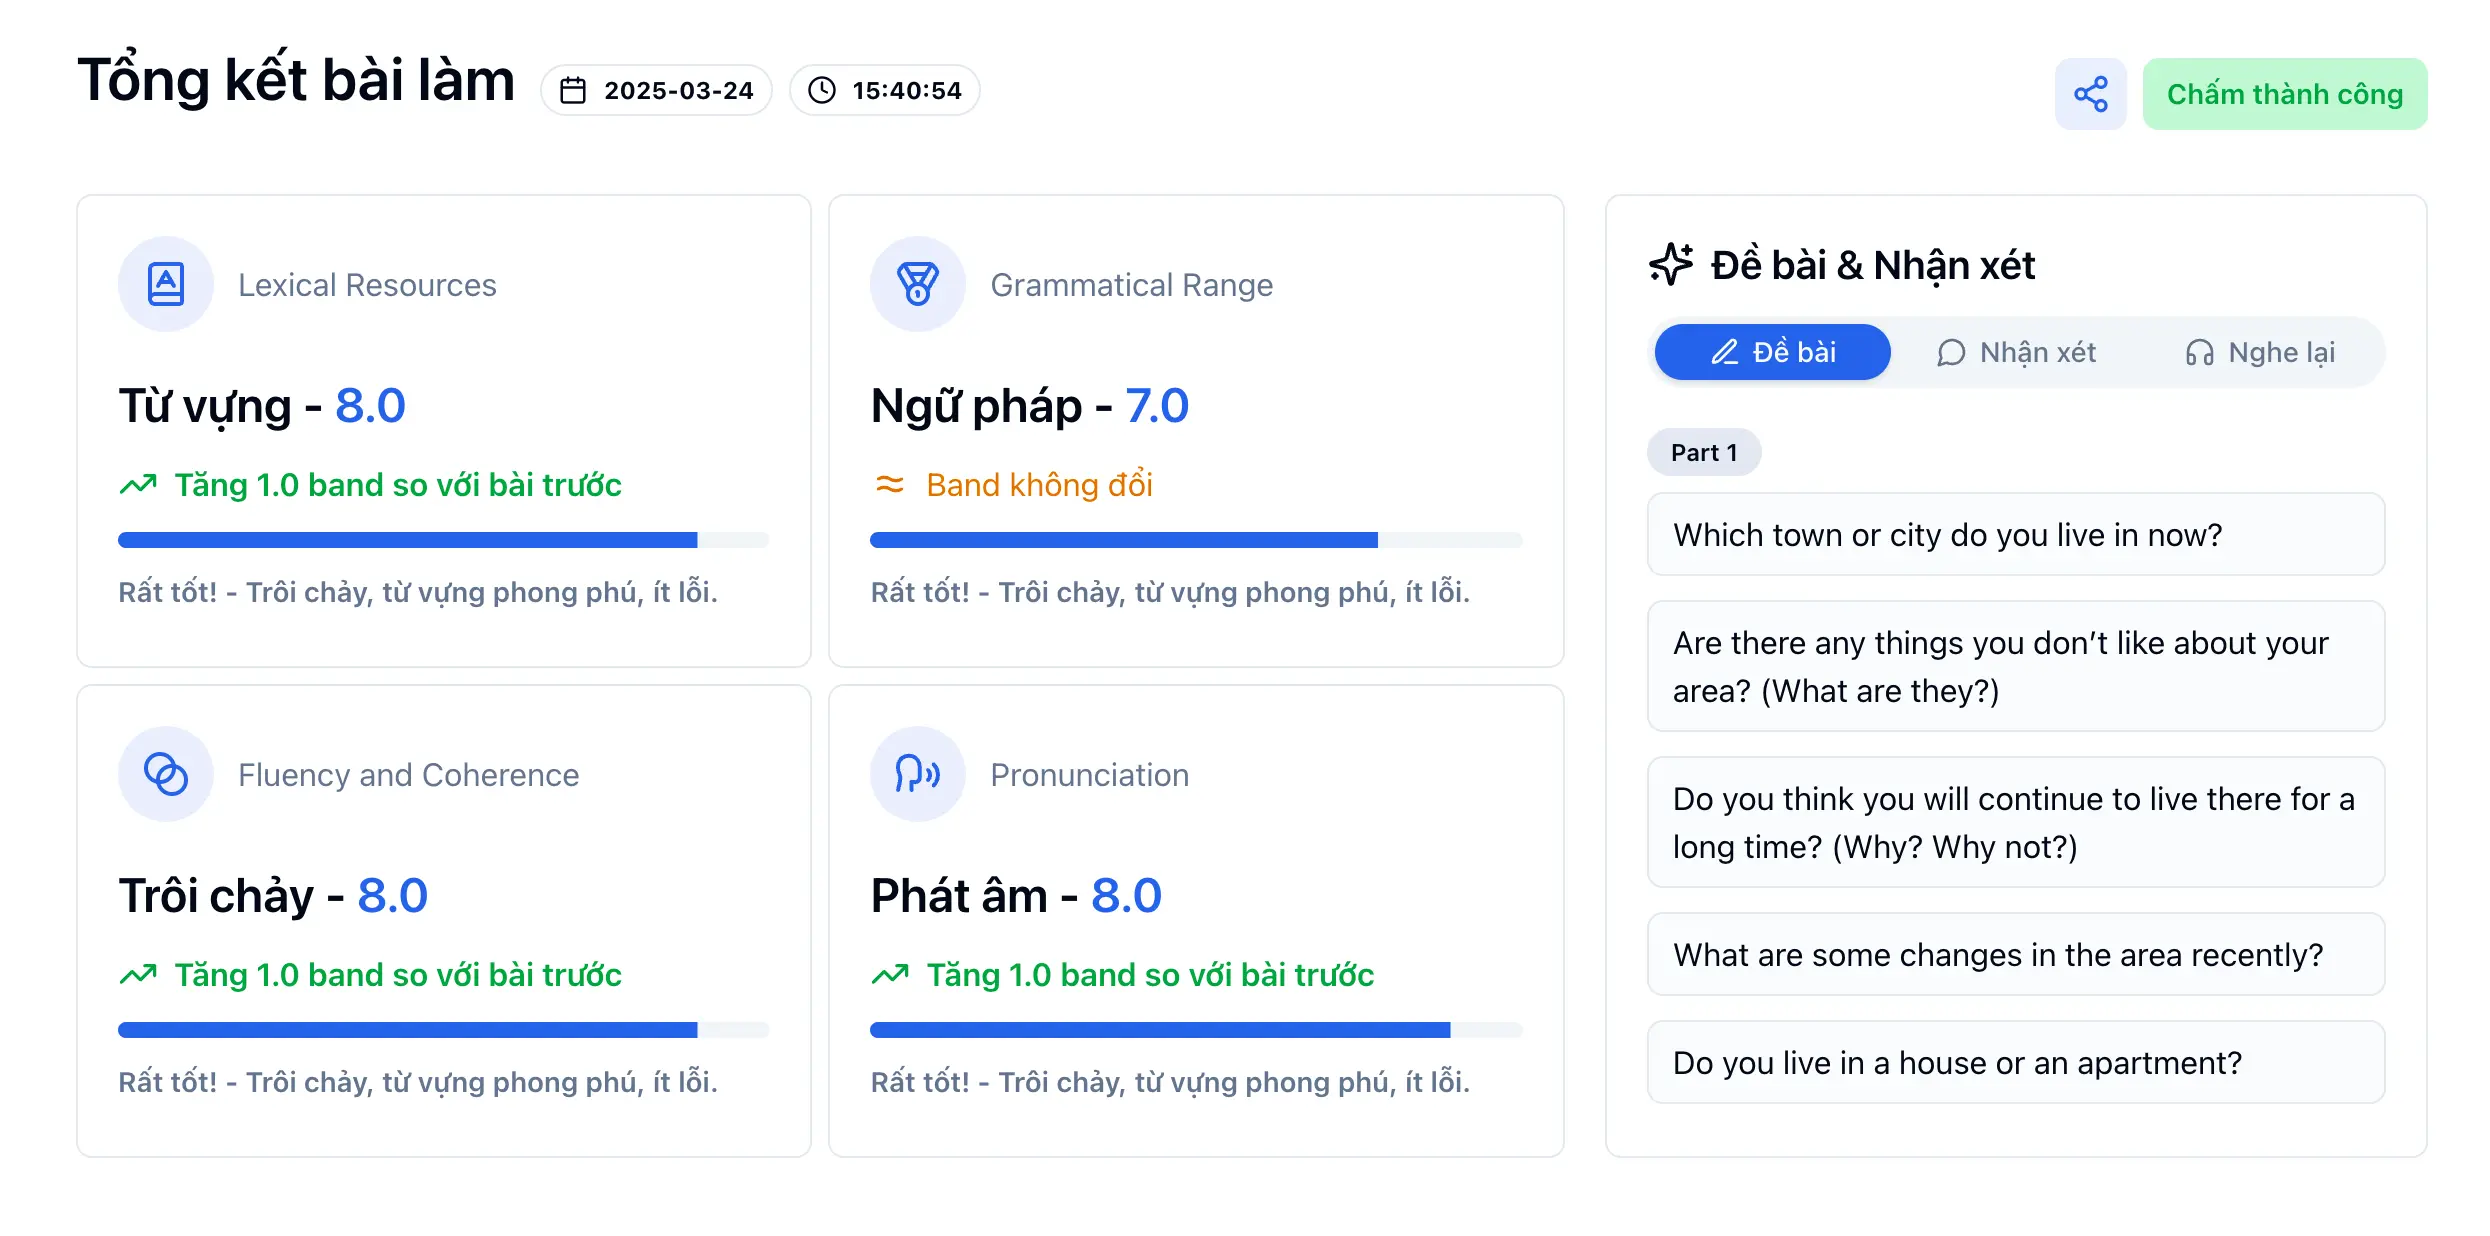 Tổng kết bài làm
2025-03-24
15:40:54
Chấm thành công
Lexical Resources
Từ vựng - 8.0
Tăng 1.0 band so với bài trước
Rất tốt! - Trôi chảy, từ vựng phong phú, ít lỗi.
Grammatical Range
Ngữ pháp - 7.0
Band không đổi
Rất tốt! - Trôi chảy, từ vựng phong phú, ít lỗi.
Fluency and Coherence
Trôi chảy - 8.0
Tăng 1.0 band so với bài trước
Rất tốt! - Trôi chảy, từ vựng phong phú, ít lỗi.
Pronunciation
Phát âm - 8.0
Tăng 1.0 band so với bài trước
Rất tốt! - Trôi chảy, từ vựng phong phú, ít lỗi.
Đề bài & Nhận xét
Đề bài
Nhận xét
Nghe lại
Part 1
Which town or city do you live in now?
Are there any things you don’t like about your
area? (What are they?)
Do you think you will continue to live there for a
long time? (Why? Why not?)
What are some changes in the area recently?
Do you live in a house or an apartment?